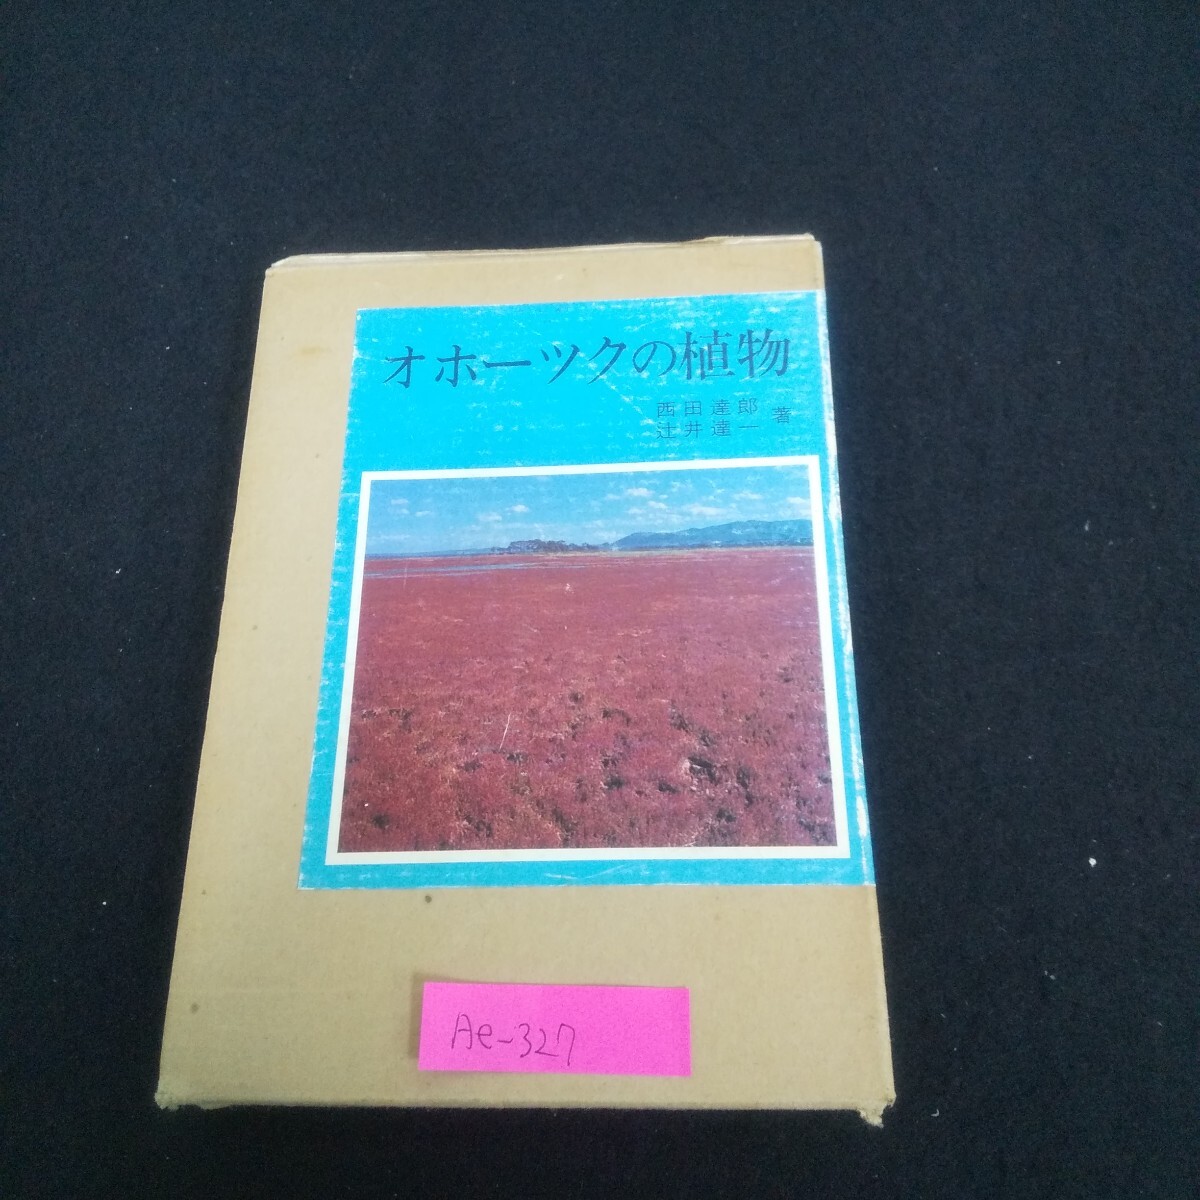 オホーツクの植物
西田達郎
辻井達一 著
Ae-327